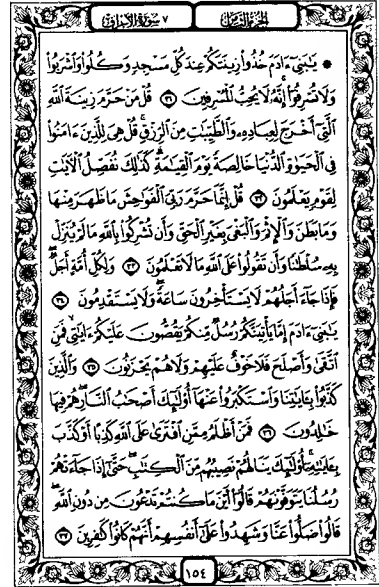 الجزء الثامن ٧ سورة الأعراف
۞ يَٰبَنِىٓ ءَادَمَ خُذُوا۟ زِينَتَكُمْ عِندَ كُلِّ مَسْجِدٍ وَكُلُوا۟ وَٱشْرَبُوا۟
وَلَا تُسْرِفُوٓا۟ إِنَّهُۥ لَا يُحِبُّ ٱلْمُسْرِفِينَ ٣١ قُلْ مَنْ حَرَّمَ زِينَةَ ٱللَّهِ
ٱلَّتِىٓ أَخْرَجَ لِعِبَادِهِۦ وَٱلطَّيِّبَٰتِ مِنَ ٱلرِّزْقِ ۚ قُلْ هِىَ لِلَّذِينَ ءَامَنُوا۟
فِى ٱلْحَيَوٰةِ ٱلدُّنْيَا خَالِصَةً يَوْمَ ٱلْقِيَٰمَةِ ۗ كَذَٰلِكَ نُفَصِّلُ ٱلْءَايَٰتِ
لِقَوْمٍ يَعْلَمُونَ ٣٢ قُلْ إِنَّمَا حَرَّمَ رَبِّىَ ٱلْفَوَٰحِشَ مَا ظَهَرَ مِنْهَا
وَمَا بَطَنَ وَٱلْإِثْمَ وَٱلْبَغْىَ بِغَيْرِ ٱلْحَقِّ وَأَن تُشْرِكُوا۟ بِٱللَّهِ مَا لَمْ يُنَزِّلْ
بِهِۦ سُلْطَٰنًا وَأَن تَقُولُوا۟ عَلَى ٱللَّهِ مَا لَا تَعْلَمُونَ ٣٣ وَلِكُلِّ أُمَّةٍ أَجَلٌ ۖ
فَإِذَا جَآءَ أَجَلُهُمْ لَا يَسْتَأْخِرُونَ سَاعَةً ۖ وَلَا يَسْتَقْدِمُونَ ٣٤
يَٰبَنِىٓ ءَادَمَ إِمَّا يَأْتِيَنَّكُمْ رُسُلٌ مِّنكُمْ يَقُصُّونَ عَلَيْكُمْ ءَايَٰتِى ۙ فَمَنِ
ٱتَّقَىٰ وَأَصْلَحَ فَلَا خَوْفٌ عَلَيْهِمْ وَلَا هُمْ يَحْزَنُونَ ٣٥ وَٱلَّذِينَ
كَذَّبُوا۟ بِـَٔايَٰتِنَا وَٱسْتَكْبَرُوا۟ عَنْهَآ أُو۟لَٰٓئِكَ أَصْحَٰبُ ٱلنَّارِ ۖ هُمْ فِيهَا
خَٰلِدُونَ ٣٦ فَمَنْ أَظْلَمُ مِمَّنِ ٱفْتَرَىٰ عَلَى ٱللَّهِ كَذِبًا أَوْ كَذَّبَ
بِـَٔايَٰتِهِۦٓ ۚ أُو۟لَٰٓئِكَ يَنَالُهُمْ نَصِيبُهُم مِّنَ ٱلْكِتَٰبِ ۖ حَتَّىٰٓ إِذَا جَآءَتْهُمْ
رُسُلُنَا يَتَوَفَّوْنَهُمْ قَالُوٓا۟ أَيْنَ مَا كُنتُمْ تَدْعُونَ مِن دُونِ ٱللَّهِ ۖ
قَالُوا۟ ضَلُّوا۟ عَنَّا وَشَهِدُوا۟ عَلَىٰٓ أَنفُسِهِمْ أَنَّهُمْ كَانُوا۟ كَٰفِرِينَ ٣٧
١٥٤